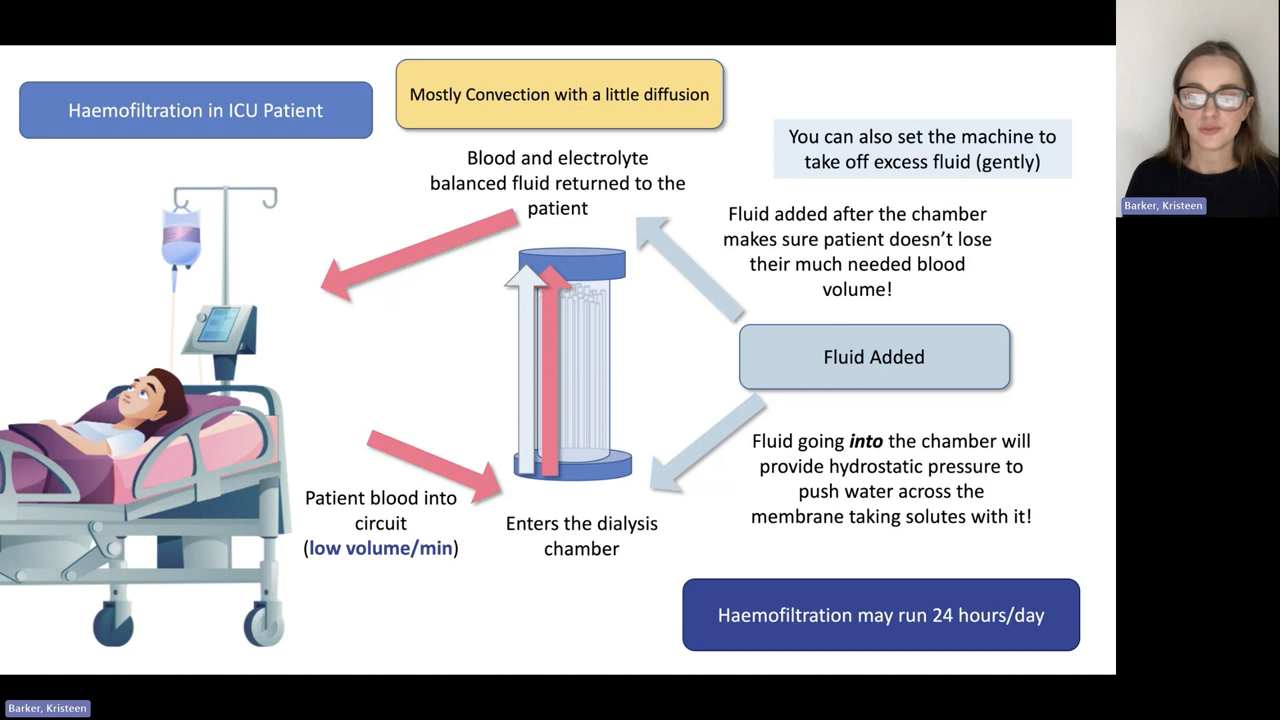 Haemofiltration in ICU Patient
Mostly Convection with a little diffusion
You can also set the machine to
take off excess fluid (gently)
Blood and electrolyte
balanced fluid returned to the
patient
Fluid added after the chamber
makes sure patient doesn’t lose
their much needed blood
volume!
Fluid Added
Fluid going into the chamber will
provide hydrostatic pressure to
push water across the
membrane taking solutes with it!
Patient blood into
circuit
(low volume/min)
Enters the dialysis
chamber
Haemofiltration may run 24 hours/day
Barker, Kristeen
Barker, Kristeen